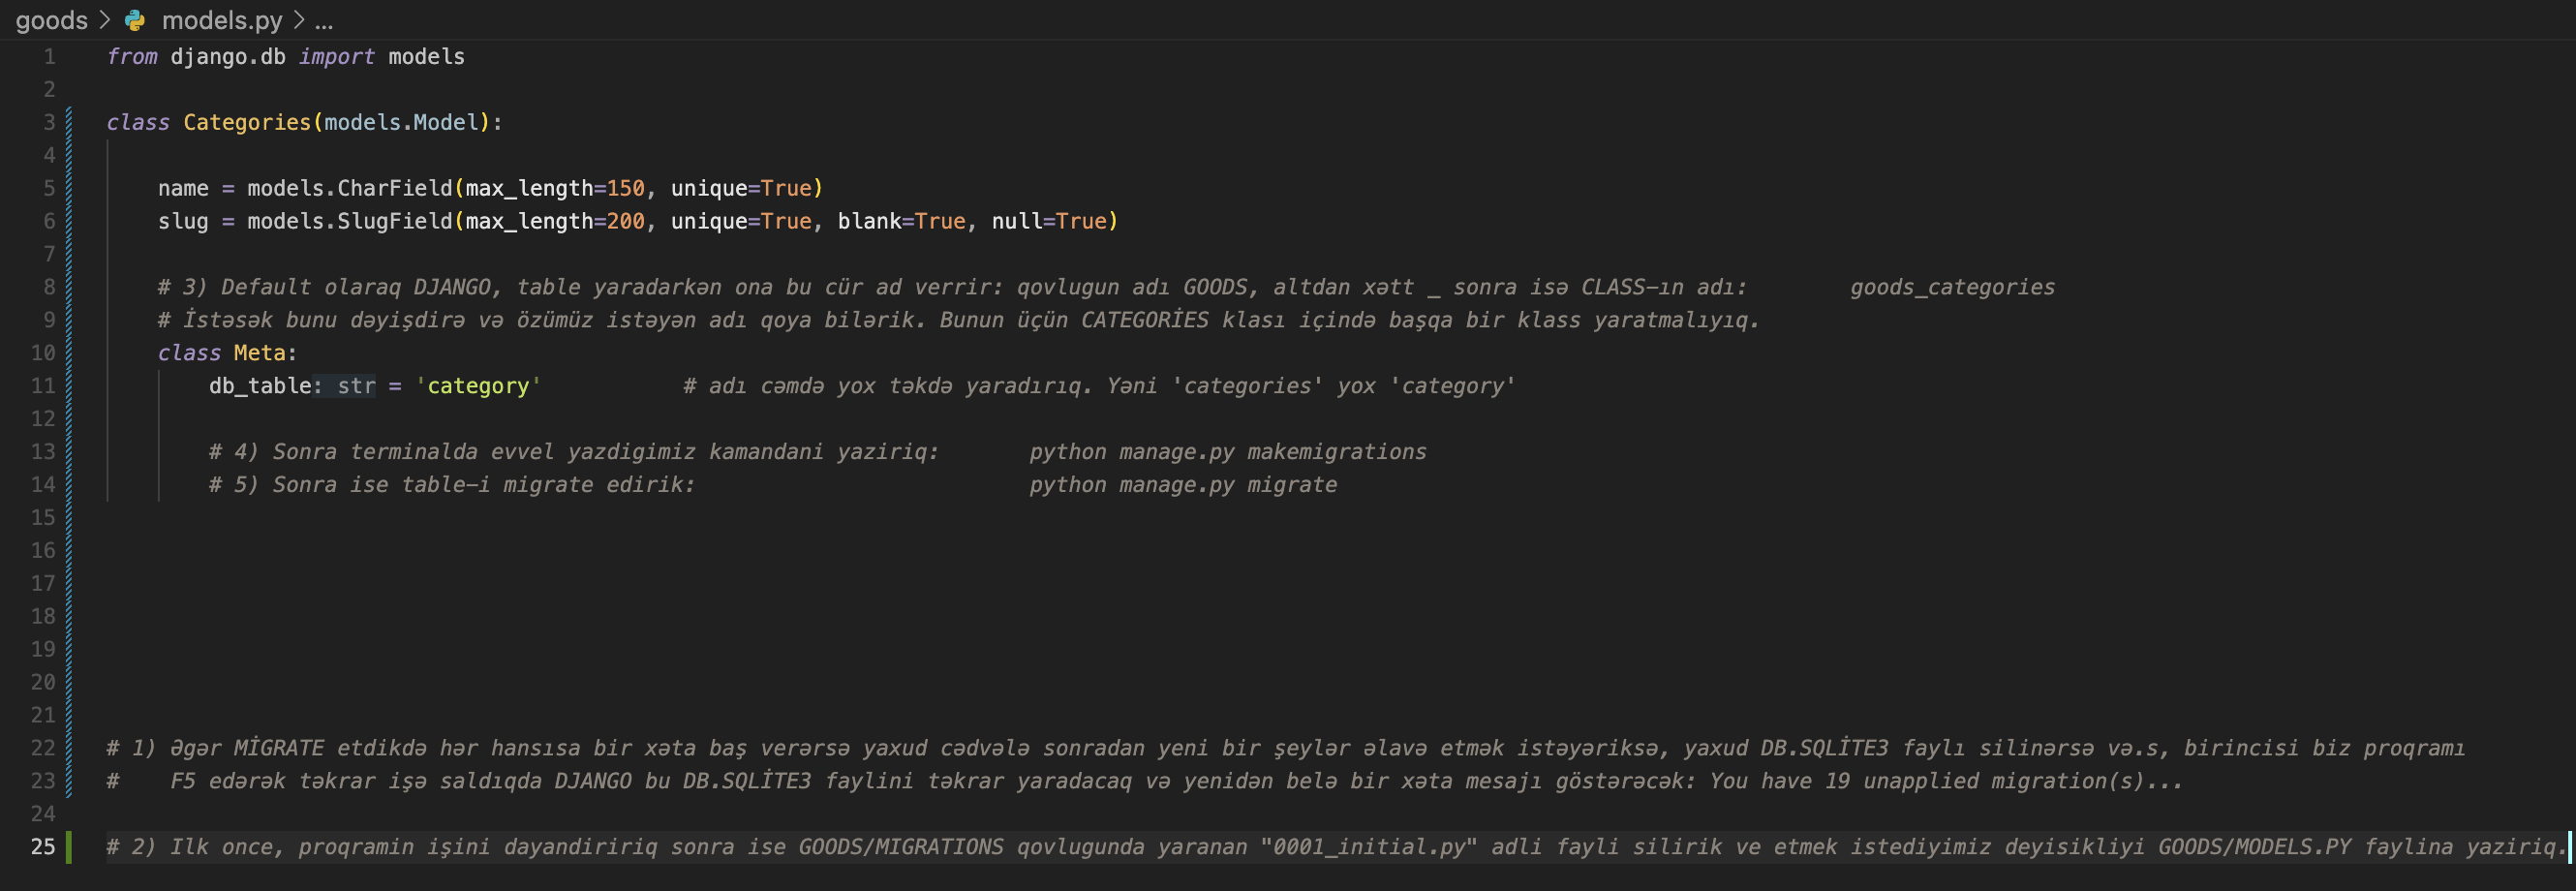 goods > models.py > ...
1 from django.db import models
2
3 class Categories(models.Model):
4
5 name = models.CharField(max_length=150, unique=True)
6 slug = models.SlugField(max_length=200, unique=True, blank=True, null=True)
7
8 # 3) Default olaraq DJANGO, table yaradarkən ona bu cür ad verrir: qovlugun adı GOODS, altdan xətt _ sonra isə CLASS-ın adı: goods_categories
9 # İstəsək bunu dəyişdirə və özümüz istəyən adı qoya bilərik. Bunun üçün CATEGORİES klası içində başqa bir klass yaratmalıyıq.
10 class Meta:
11 db_table: str = 'category' # adı cəmdə yox təkdə yaradırıq. Yəni 'categories' yox 'category'
12
13 # 4) Sonra terminalda evvel yazdigimiz kamandani yaziriq: python manage.py makemigrations
14 # 5) Sonra ise table-i migrate edirik: python manage.py migrate
15
16
17
18
19
20
21
22 # 1) Əgər MİGRATE etdikdə hər hansısa bir xəta baş verərsə yaxud cədvələ sonradan yeni bir şeylər əlavə etmək istəyəriksə, yaxud DB.SQLİTE3 faylı silinərsə və.s, birincisi biz proqramı
23 # F5 edərək təkrar işə saldıqda DJANGO bu DB.SQLİTE3 faylini təkrar yaradacaq və yenidən belə bir xəta mesajı göstərəcək: You have 19 unapplied migration(s)...
24
25 # 2) Ilk once, proqramin işini dayandiririq sonra ise GOODS/MIGRATIONS qovlugunda yaranan "0001_initial.py" adli fayli silirik ve etmek istediyimiz deyisikliyi GOODS/MODELS.PY faylina yaziriq.